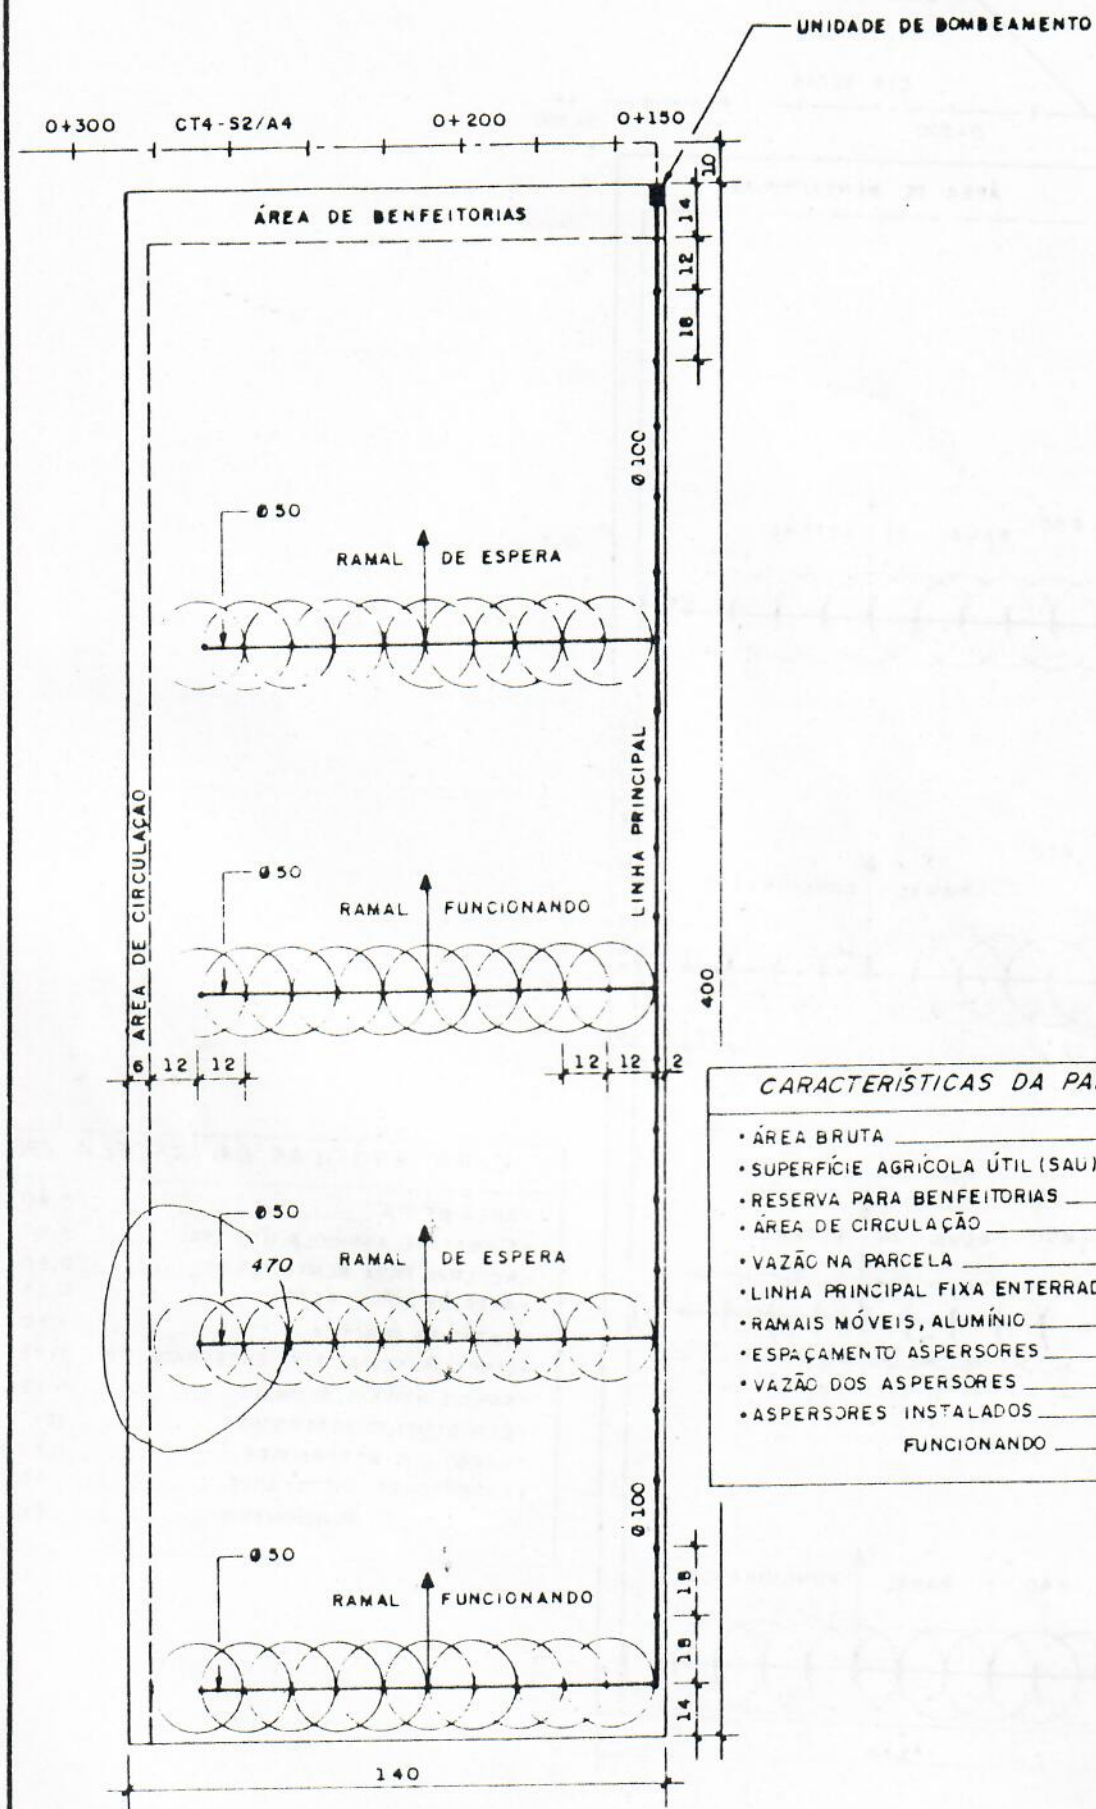 UNIDADE DE BOMBEAMENTO
0+300
CT4-S2/A4
0+200
0+150
10
ÁREA DE BENFEITORIAS
14
12
18
Ø 100
Ø 50
RAMAL DE ESPERA
LINHA PRINCIPAL
ÁREA DE CIRCULAÇÃO
Ø 50
RAMAL FUNCIONANDO
400
6 12 12 12 12 2
CARACTERÍSTICAS DA PA
• ÁREA BRUTA
• SUPERFÍCIE AGRÍCOLA ÚTIL (SAU)
• RESERVA PARA BENFEITORIAS
• ÁREA DE CIRCULAÇÃO
• VAZÃO NA PARCELA
• LINHA PRINCIPAL FIXA ENTERRAD
• RAMAIS MÓVEIS, ALUMÍNIO
• ESPAÇAMENTO ASPERSORES
• VAZÃO DOS ASPERSORES
• ASPERSORES INSTALADOS
FUNCIONANDO
Ø 50
470
RAMAL DE ESPERA
Ø 100
Ø 50
RAMAL FUNCIONANDO
18
18
14
140